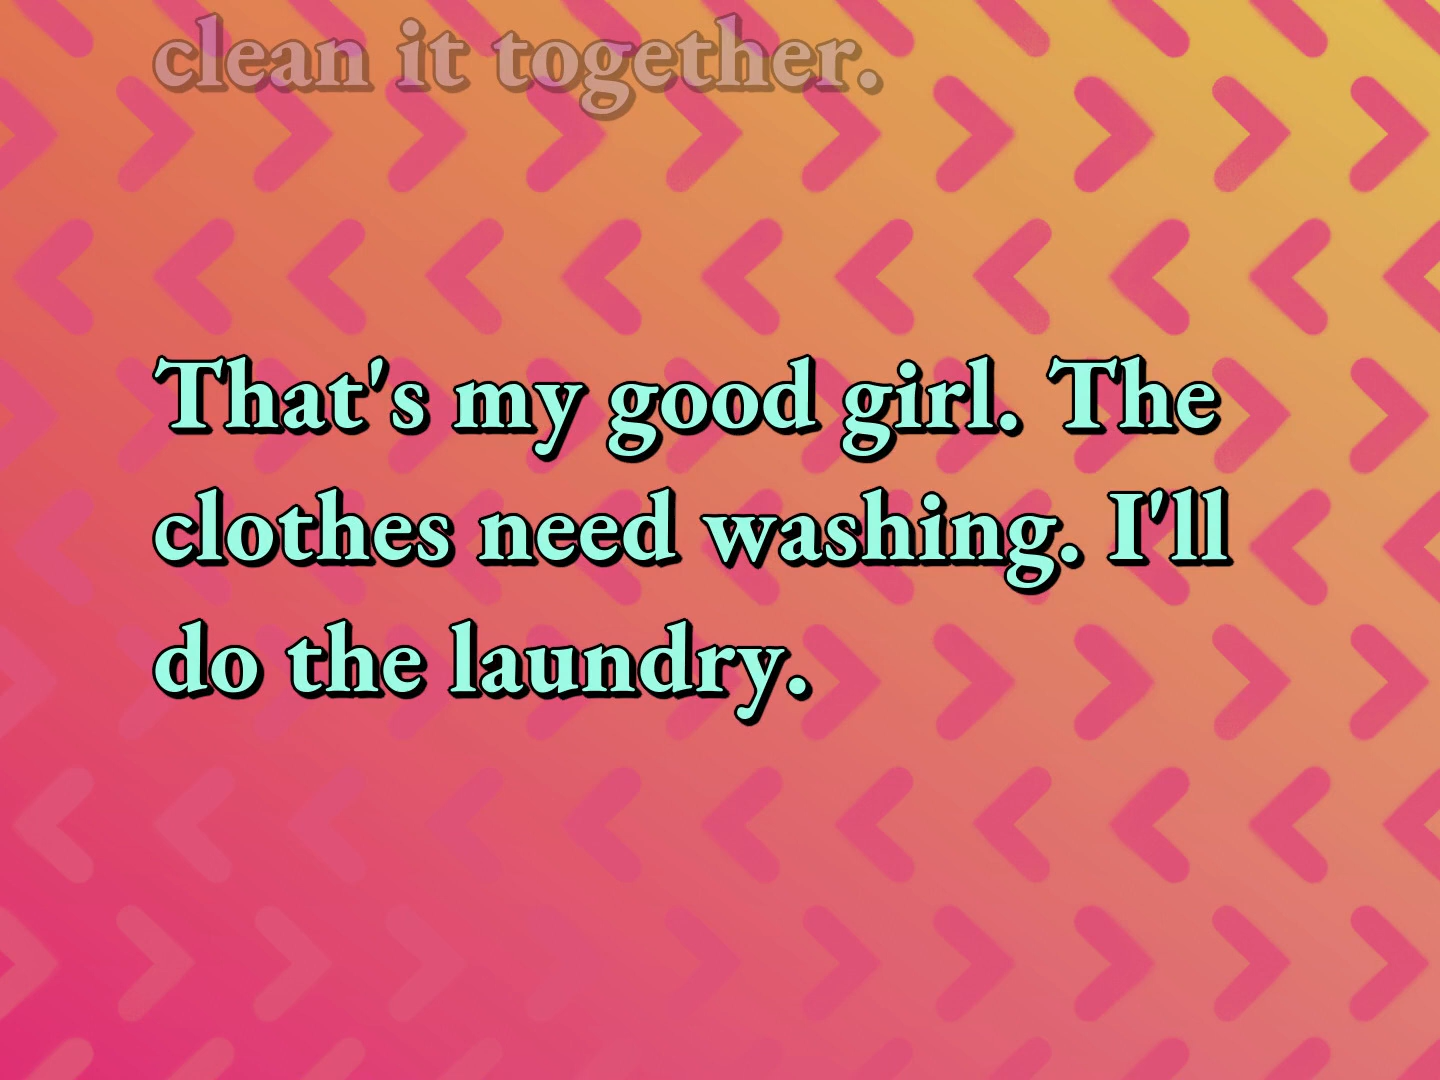 clean it together.
That's my good girl. The
clothes need washing. I'll
do the laundry.